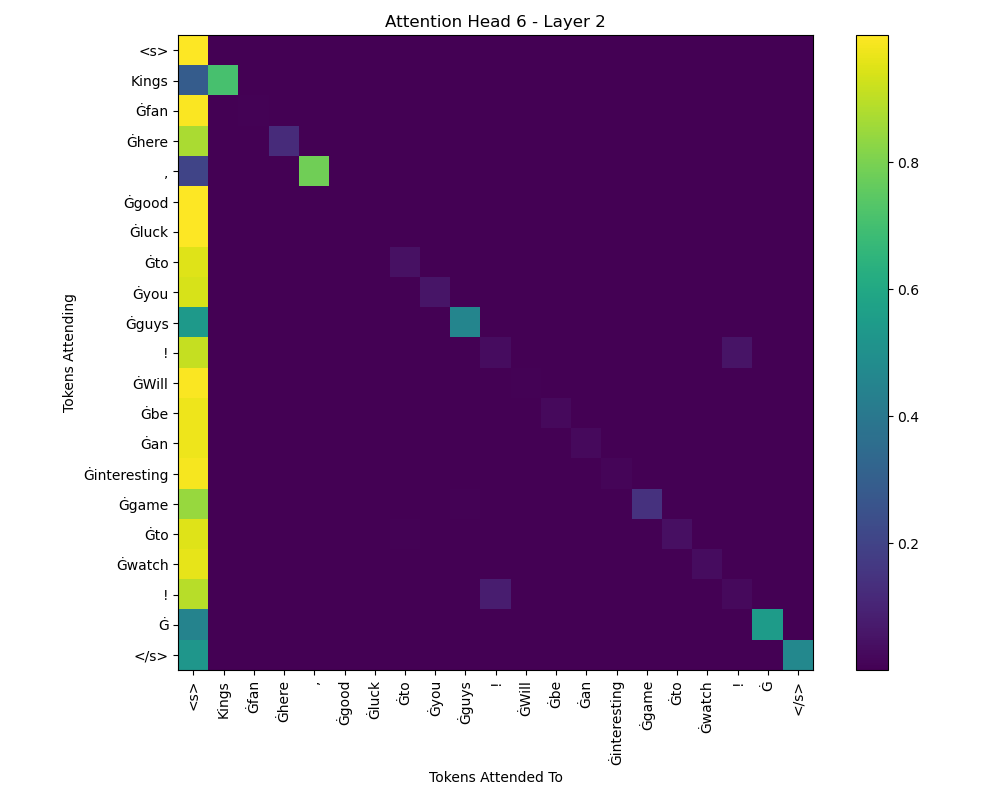 Attention Head 6 - Layer 2
<s>
Kings
Ġfan
Ġhere
,
Ġgood
Ġluck
Ġto
Ġyou
Ġguys
!
ĠWill
Ġbe
Ġan
Ġinteresting
Ġgame
Ġto
Ġwatch
!
Ġ
</s>
Tokens Attending
<s>
Kings
Ġfan
Ġhere
,
Ġgood
Ġluck
Ġto
Ġyou
Ġguys
!
ĠWill
Ġbe
Ġan
Ġinteresting
Ġgame
Ġto
Ġwatch
!
Ġ
</s>
Tokens Attended To
0.8
0.6
0.4
0.2